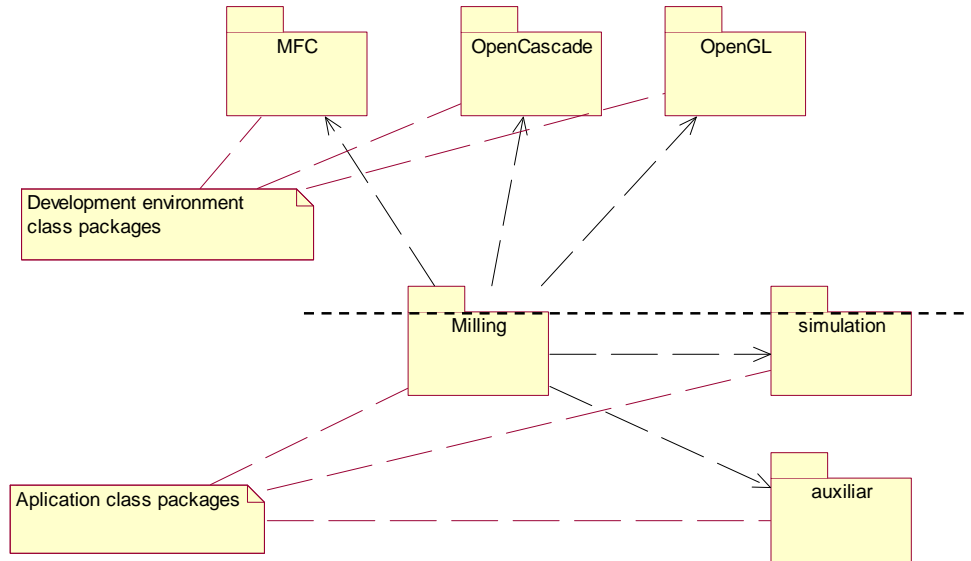 MFC
OpenCascade
OpenGL
Development environment
class packages
Milling
simulation
Aplication class packages
auxiliar